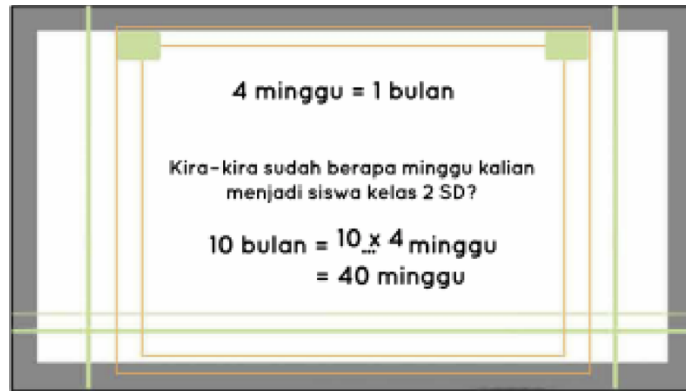 4 minggu = 1 bulan
Kira-kira sudah berapa minggu kalian
menjadi siswa kelas 2 SD?
10 bulan = 10 x 4 minggu
= 40 minggu